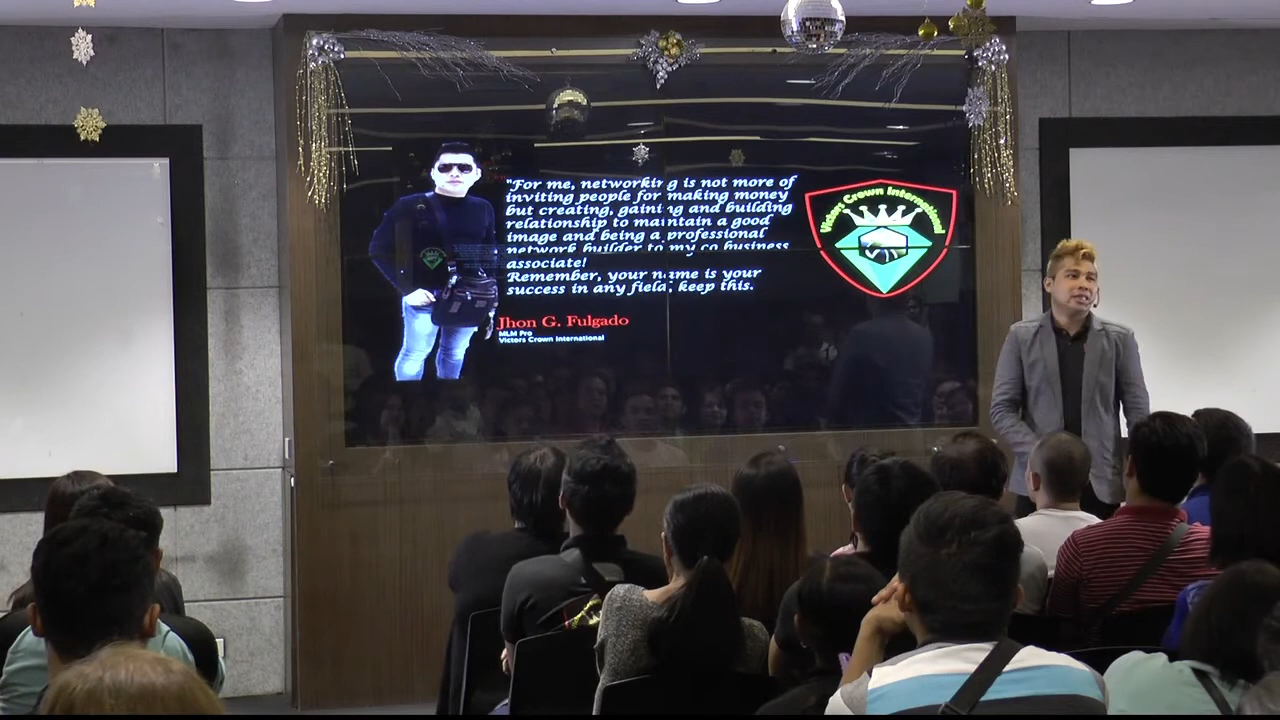 "For me, networking is not more of
inviting people for making money
but creating, gaining and building
relationship to maintain a good
image and being a professional
network builder to my co business
associate!
Remember, your name is your
success in any field, keep this.
Jhon G. Fulgado
MLM Pro
Victors Crown International
Victors Crown International